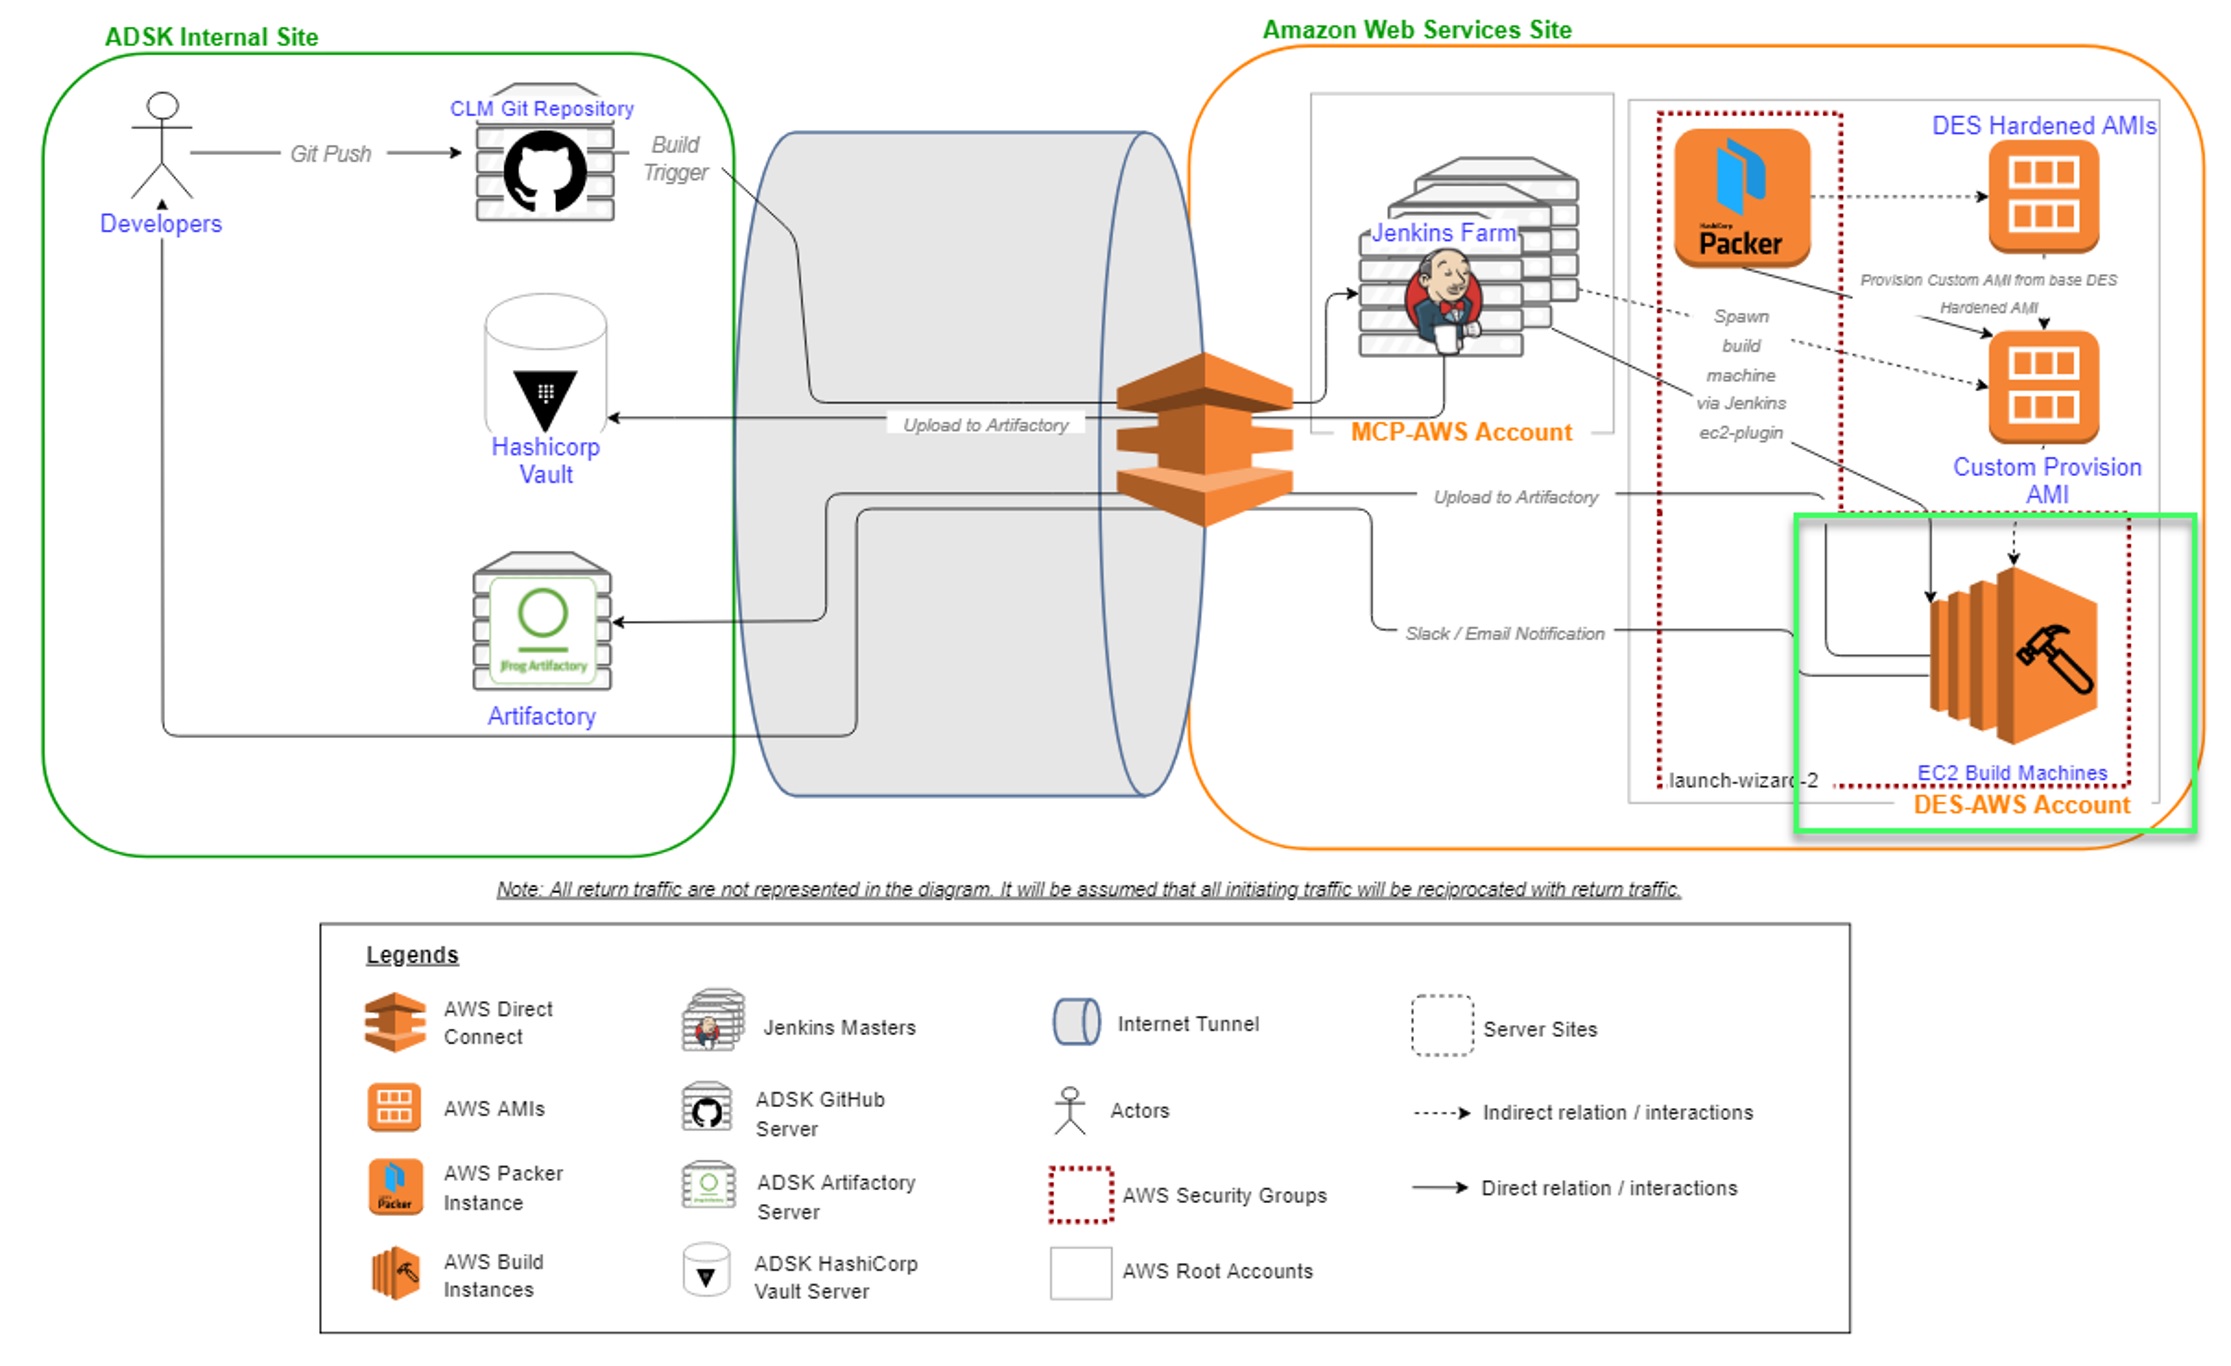 ADSK Internal Site
Amazon Web Services Site
CLM Git Repository
Git Push
Build
Trigger
Developers
Hashicorp
Vault
Upload to Artifactory
JFrog Artifactory
Artifactory
Jenkins Farm
MCP-AWS Account
HashiCorp
Packer
DES Hardened AMIs
Provision Custom AMI from base DES
Hardened AMI
Spawn
build
machine
via Jenkins
ec2-plugin
Custom Provision
AMI
Upload to Artifactory
Slack / Email Notification
launch-wizard-2
EC2 Build Machines
DES-AWS Account
Note: All return traffic are not represented in the diagram. It will be assumed that all initiating traffic will be reciprocated with return traffic.
Legends
AWS Direct
Connect
Jenkins Masters
Internet Tunnel
Server Sites
AWS AMIs
ADSK GitHub
Server
Actors
Indirect relation / interactions
Packer
AWS Packer
Instance
ADSK Artifactory
Server
AWS Security Groups
Direct relation / interactions
AWS Build
Instances
ADSK HashiCorp
Vault Server
AWS Root Accounts